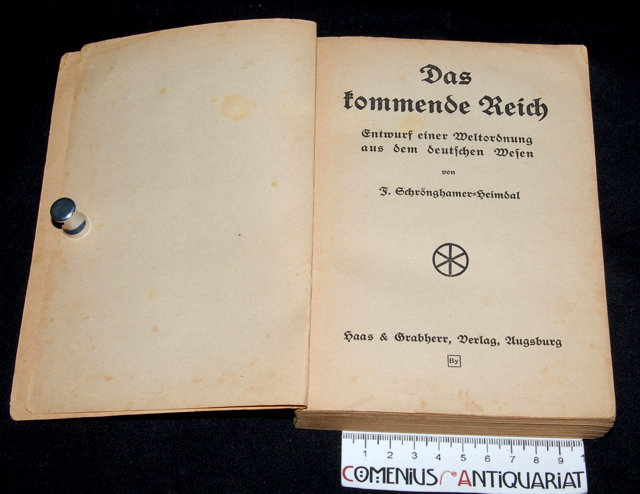 Das
kommende Reich
Entwurf einer Weltordnung
aus dem deutschen Wesen
von
F. Schrönghamer-Heimdal
Haas & Grabherr, Verlag, Augsburg
By
1 2 3 4 5 6 7 8 9
COMENIUS ANTIQUARIAT